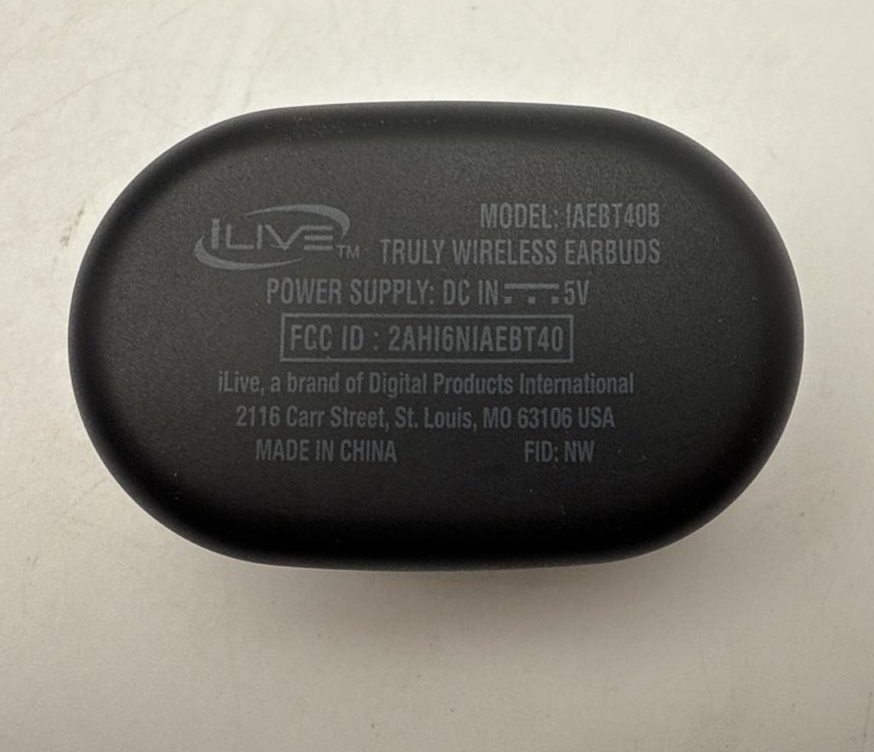 iLIVE™
MODEL: IAEBT40B
TRULY WIRELESS EARBUDS
POWER SUPPLY: DC IN ⎓ 5V
FCC ID : 2AHI6NIAEBT40
iLive, a brand of Digital Products International
2116 Carr Street, St. Louis, MO 63106 USA
MADE IN CHINA FID: NW